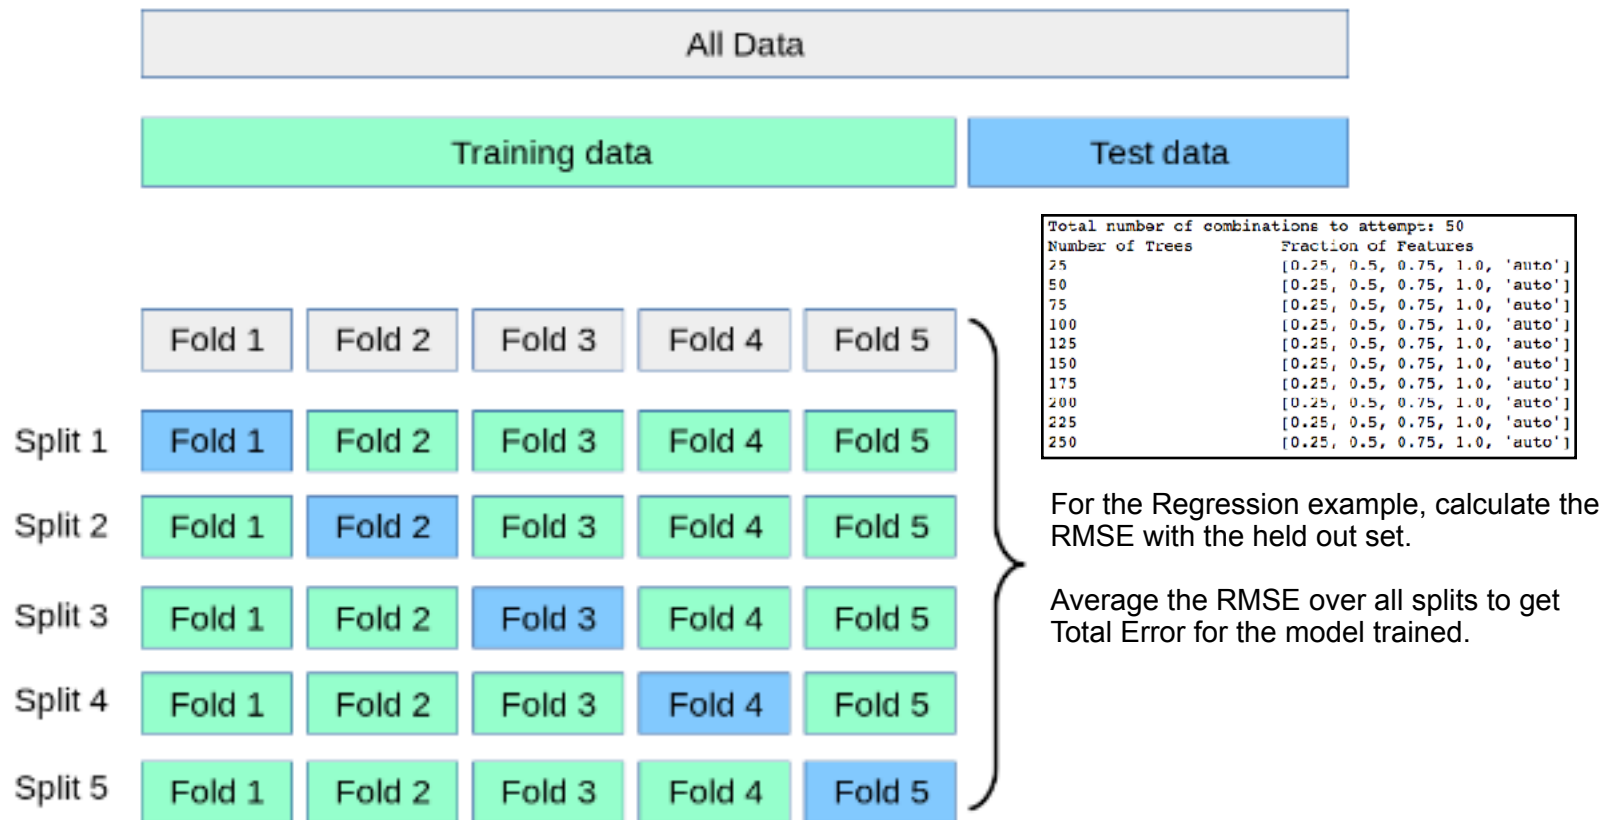 All Data
Training data Test data
Total number of combinations to attempt: 50
Number of Trees Fraction of Features
25 [0.25, 0.5, 0.75, 1.0, 'auto']
50 [0.25, 0.5, 0.75, 1.0, 'auto']
75 [0.25, 0.5, 0.75, 1.0, 'auto']
100 [0.25, 0.5, 0.75, 1.0, 'auto']
125 [0.25, 0.5, 0.75, 1.0, 'auto']
150 [0.25, 0.5, 0.75, 1.0, 'auto']
175 [0.25, 0.5, 0.75, 1.0, 'auto']
200 [0.25, 0.5, 0.75, 1.0, 'auto']
225 [0.25, 0.5, 0.75, 1.0, 'auto']
250 [0.25, 0.5, 0.75, 1.0, 'auto']
Fold 1 Fold 2 Fold 3 Fold 4 Fold 5
Split 1 Fold 1 Fold 2 Fold 3 Fold 4 Fold 5
Split 2 Fold 1 Fold 2 Fold 3 Fold 4 Fold 5
Split 3 Fold 1 Fold 2 Fold 3 Fold 4 Fold 5
Split 4 Fold 1 Fold 2 Fold 3 Fold 4 Fold 5
Split 5 Fold 1 Fold 2 Fold 3 Fold 4 Fold 5
For the Regression example, calculate the
RMSE with the held out set.
Average the RMSE over all splits to get
Total Error for the model trained.